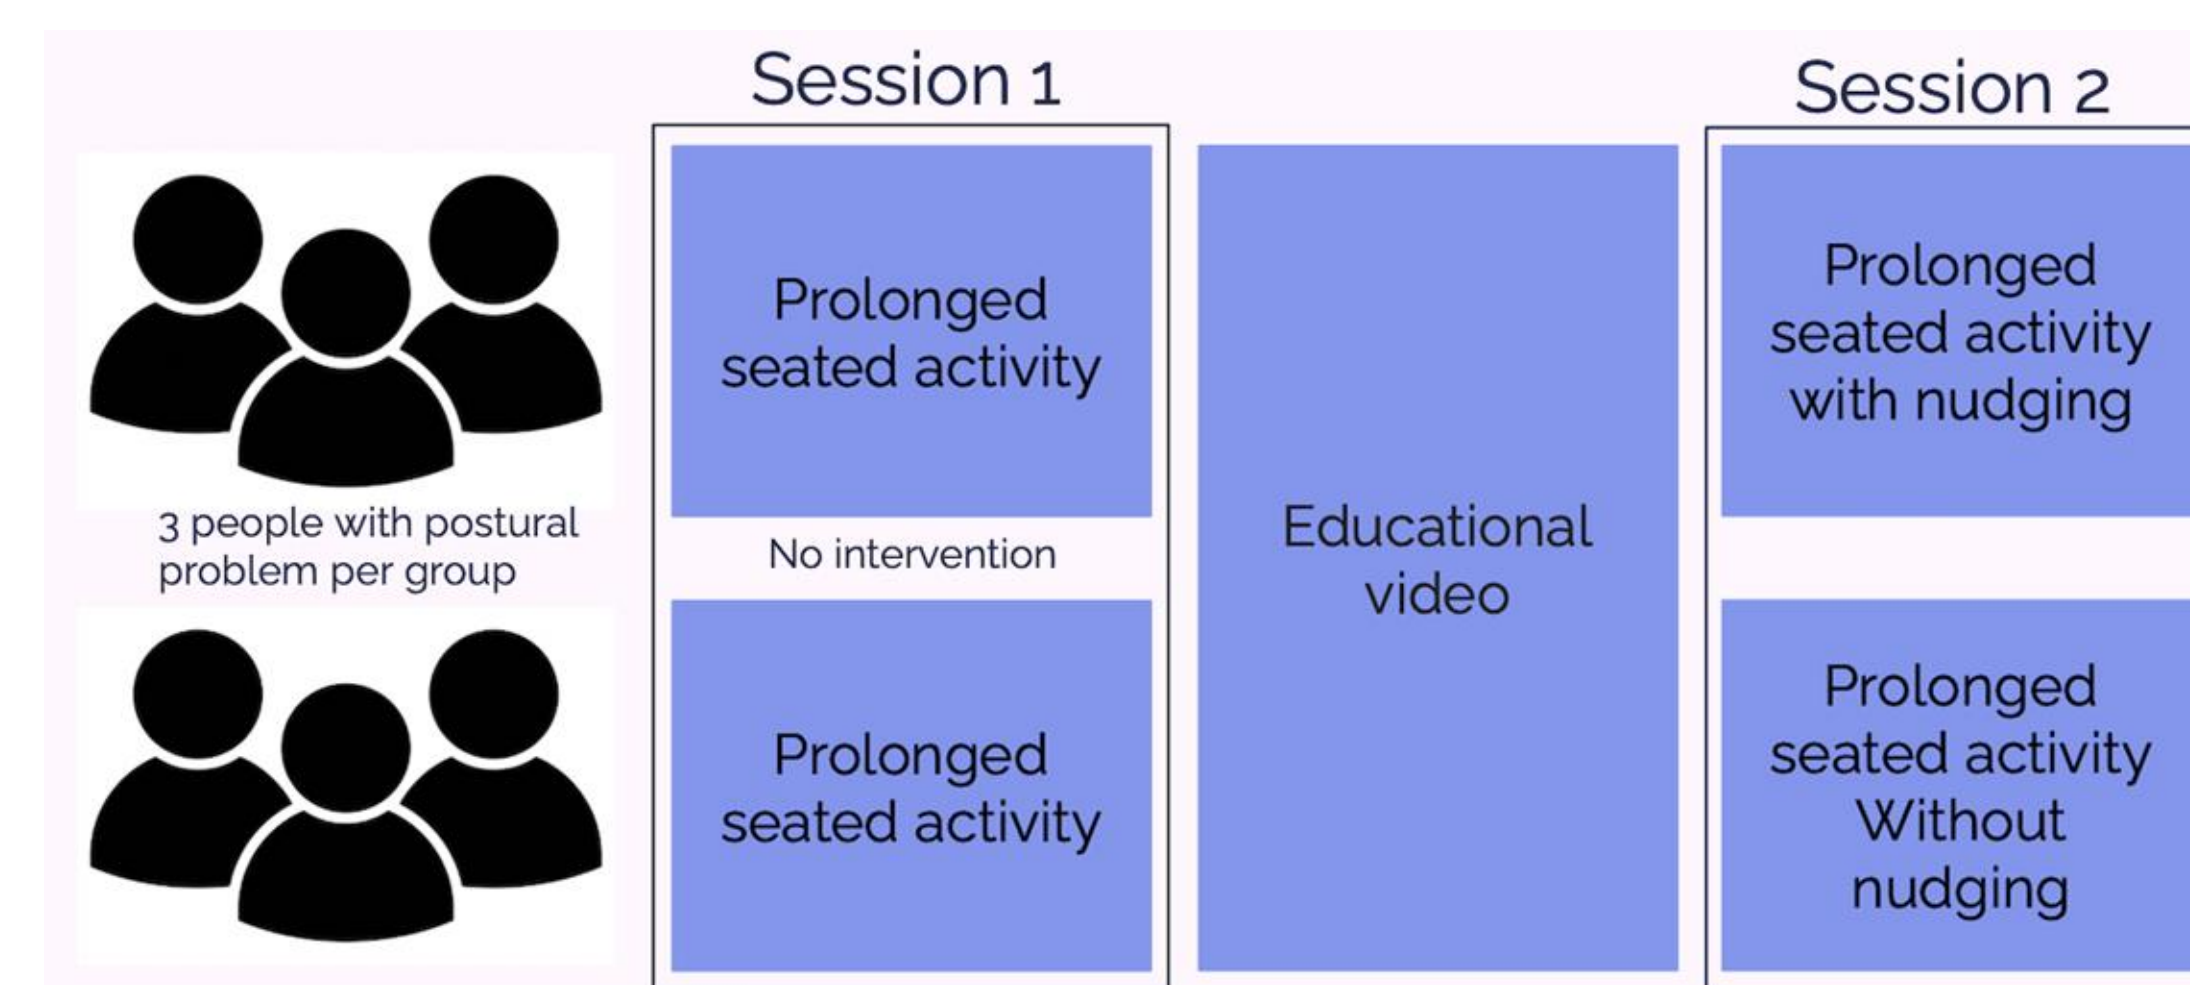 Session 1
Session 2
3 people with postural
problem per group
Prolonged
seated activity
No intervention
Prolonged
seated activity
Educational
video
Prolonged
seated activity
with nudging
Prolonged
seated activity
Without
nudging